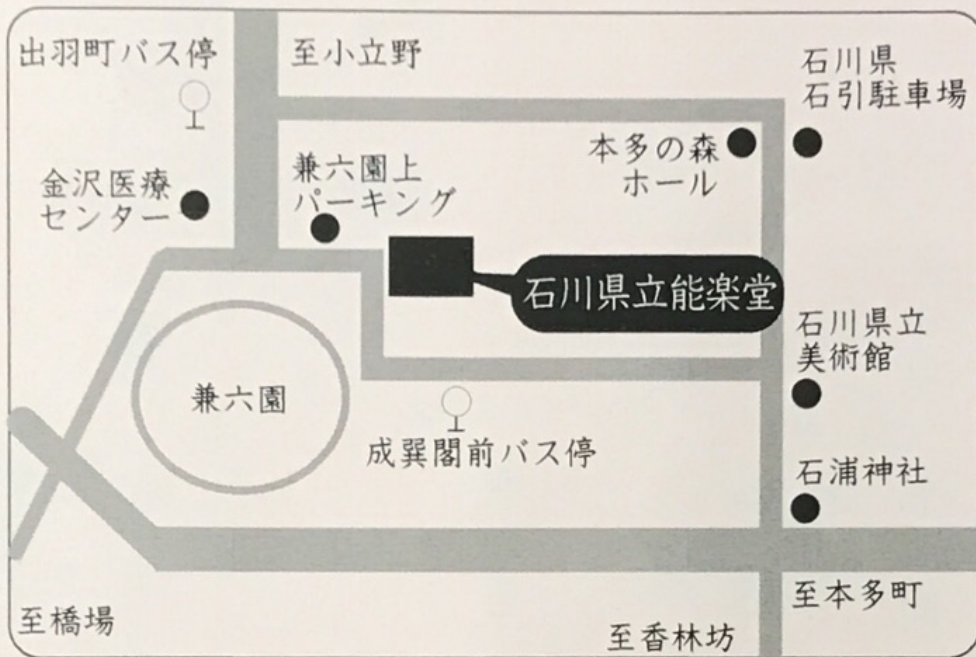 出羽町バス停
至小立野
石川県
石引駐車場
本多の森
ホール
兼六園上
パーキング
金沢医療
センター
石川県立能楽堂
石川県立
美術館
兼六園
成巽閣前バス停
石浦神社
至本多町
至橋場
至香林坊